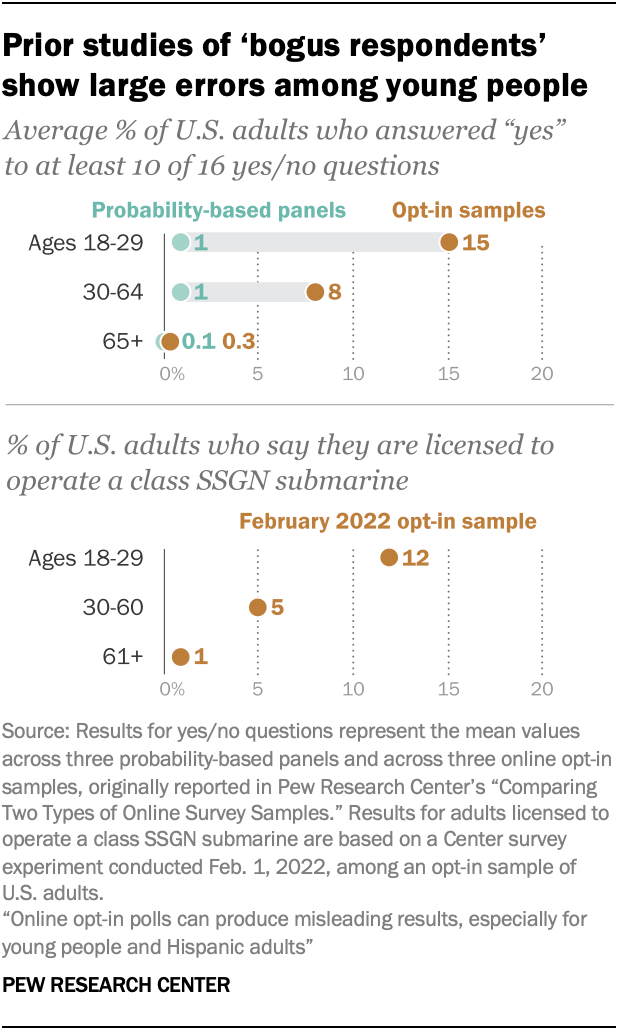 Prior studies of ‘bogus respondents’
show large errors among young people
Average % of U.S. adults who answered “yes”
to at least 10 of 16 yes/no questions
Probability-based panels Opt-in samples
Ages 18-29 1 15
30-64 1 8
65+ 0.1 0.3
0% 5 10 15 20
% of U.S. adults who say they are licensed to
operate a class SSGN submarine
February 2022 opt-in sample
Ages 18-29 12
30-60 5
61+ 1
0% 5 10 15 20
Source: Results for yes/no questions represent the mean values
across three probability-based panels and across three online opt-in
samples, originally reported in Pew Research Center’s “Comparing
Two Types of Online Survey Samples.” Results for adults licensed to
operate a class SSGN submarine are based on a Center survey
experiment conducted Feb. 1, 2022, among an opt-in sample of
U.S. adults.
“Online opt-in polls can produce misleading results, especially for
young people and Hispanic adults”
PEW RESEARCH CENTER